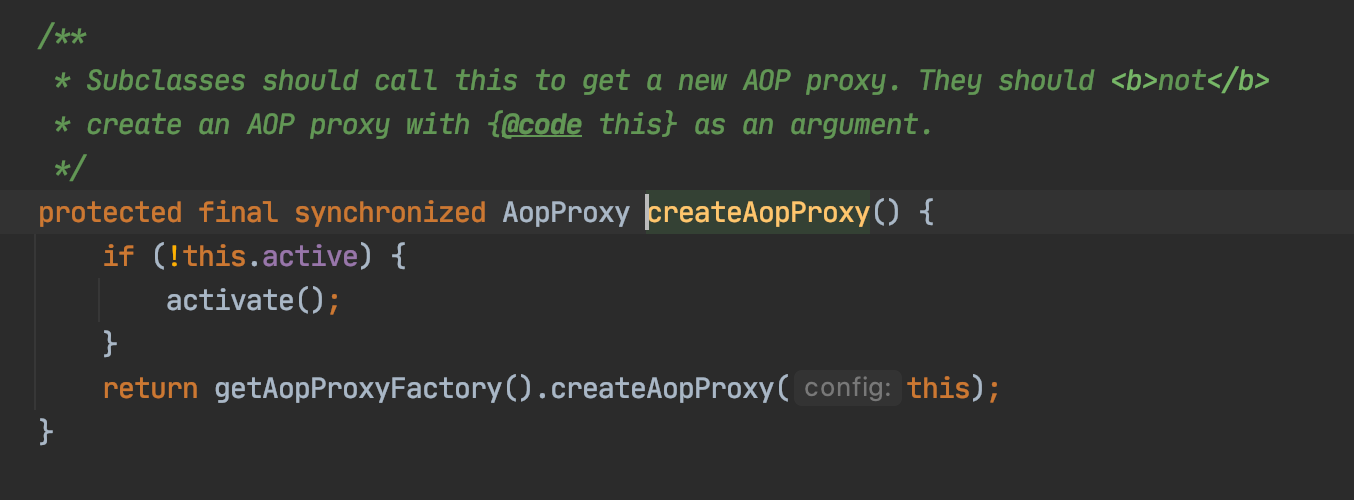 /**
 * Subclasses should call this to get a new AOP proxy. They should <b>not</b>
 * create an AOP proxy with {@code this} as an argument.
 */
protected final synchronized AopProxy createAopProxy() {
    if (!this.active) {
        activate();
    }
    return getAopProxyFactory().createAopProxy( config: this);
}